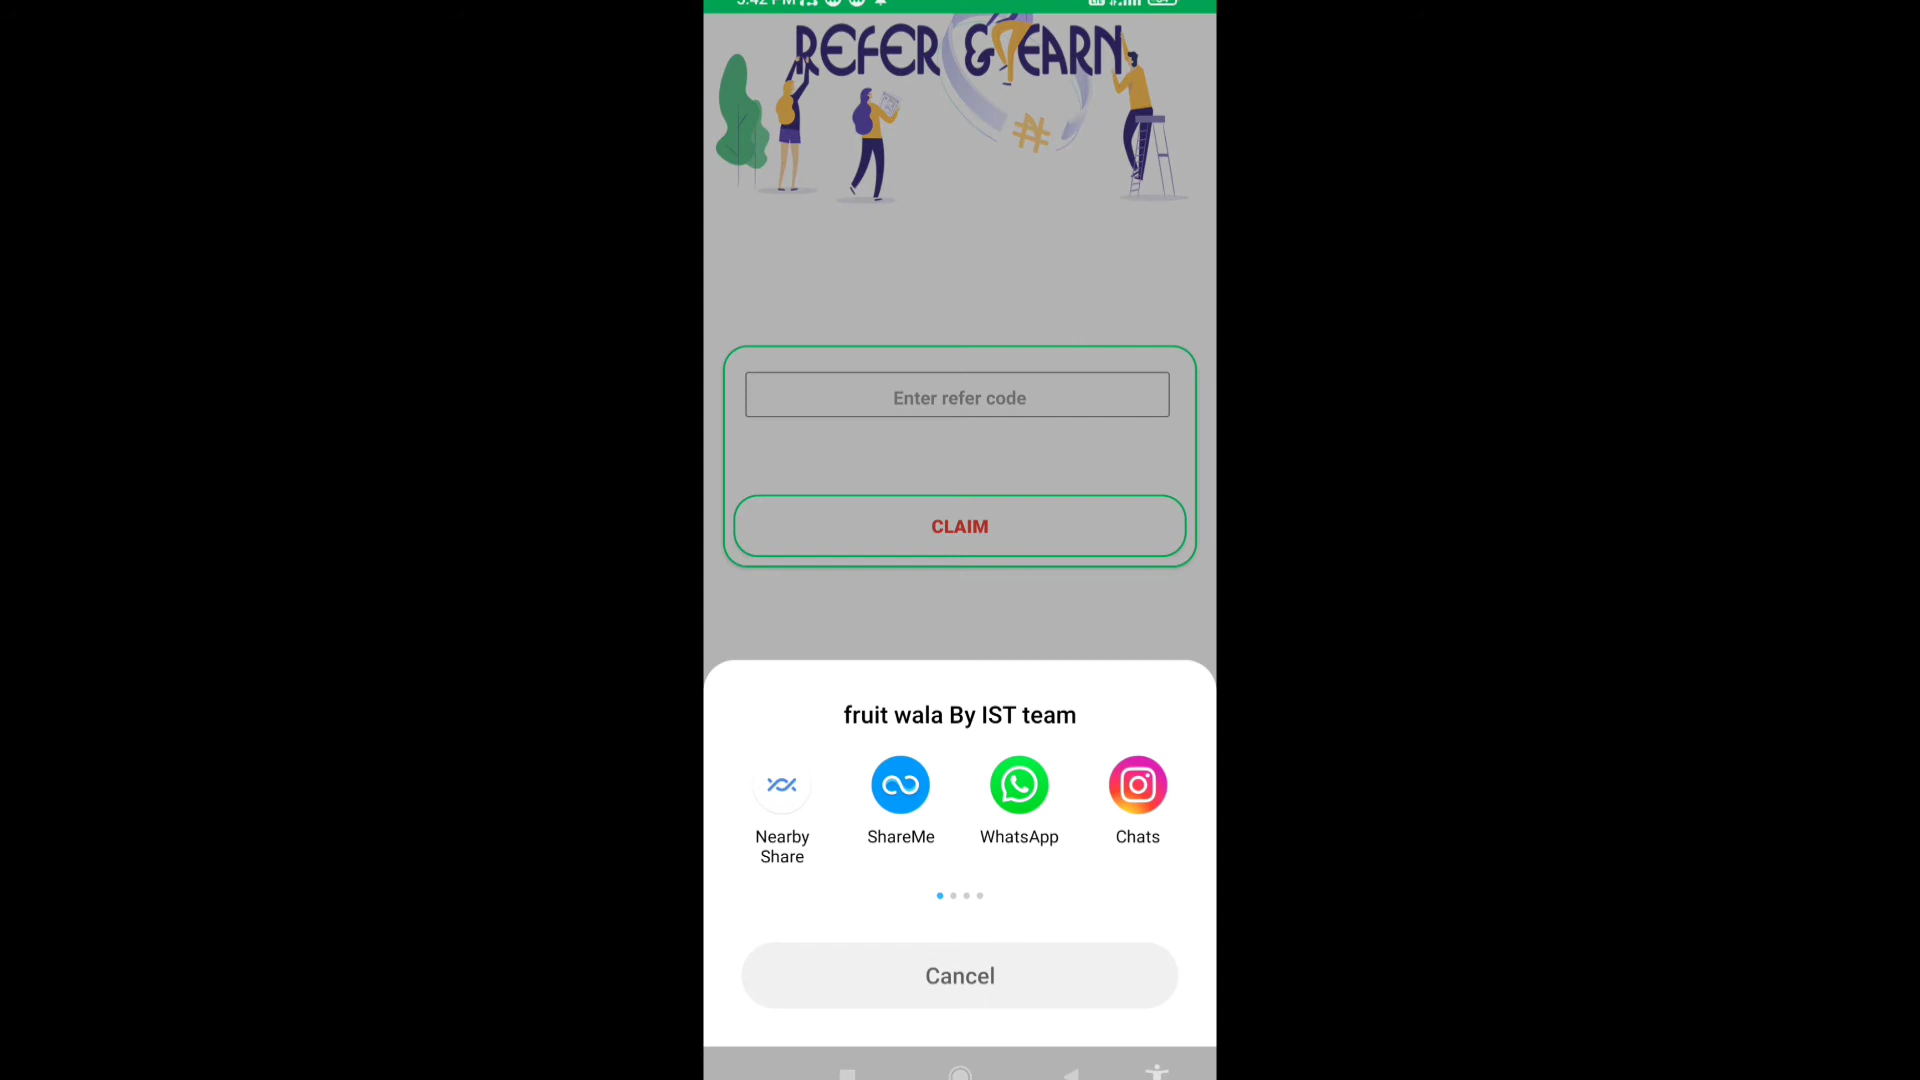 REFER & EARN
Enter refer code
CLAIM
fruit wala By IST team
Nearby
Share
ShareMe
WhatsApp
Chats
Cancel